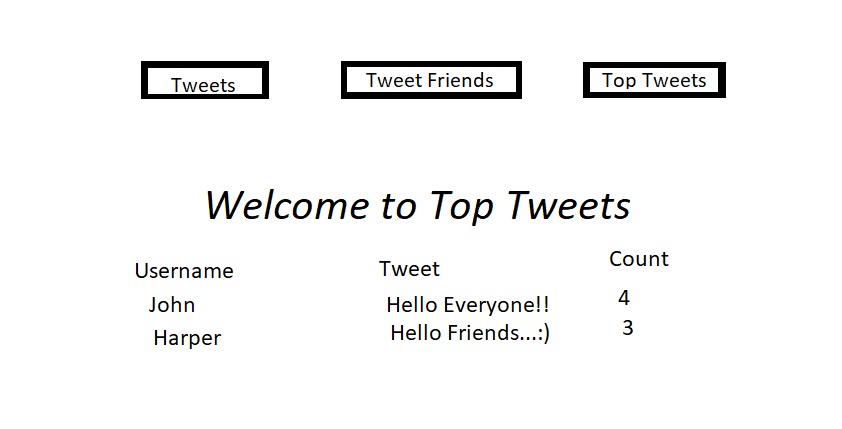 Tweets Tweet Friends Top Tweets
Welcome to Top Tweets
Username Tweet Count
John Hello Everyone!! 4
Harper Hello Friends...:) 3